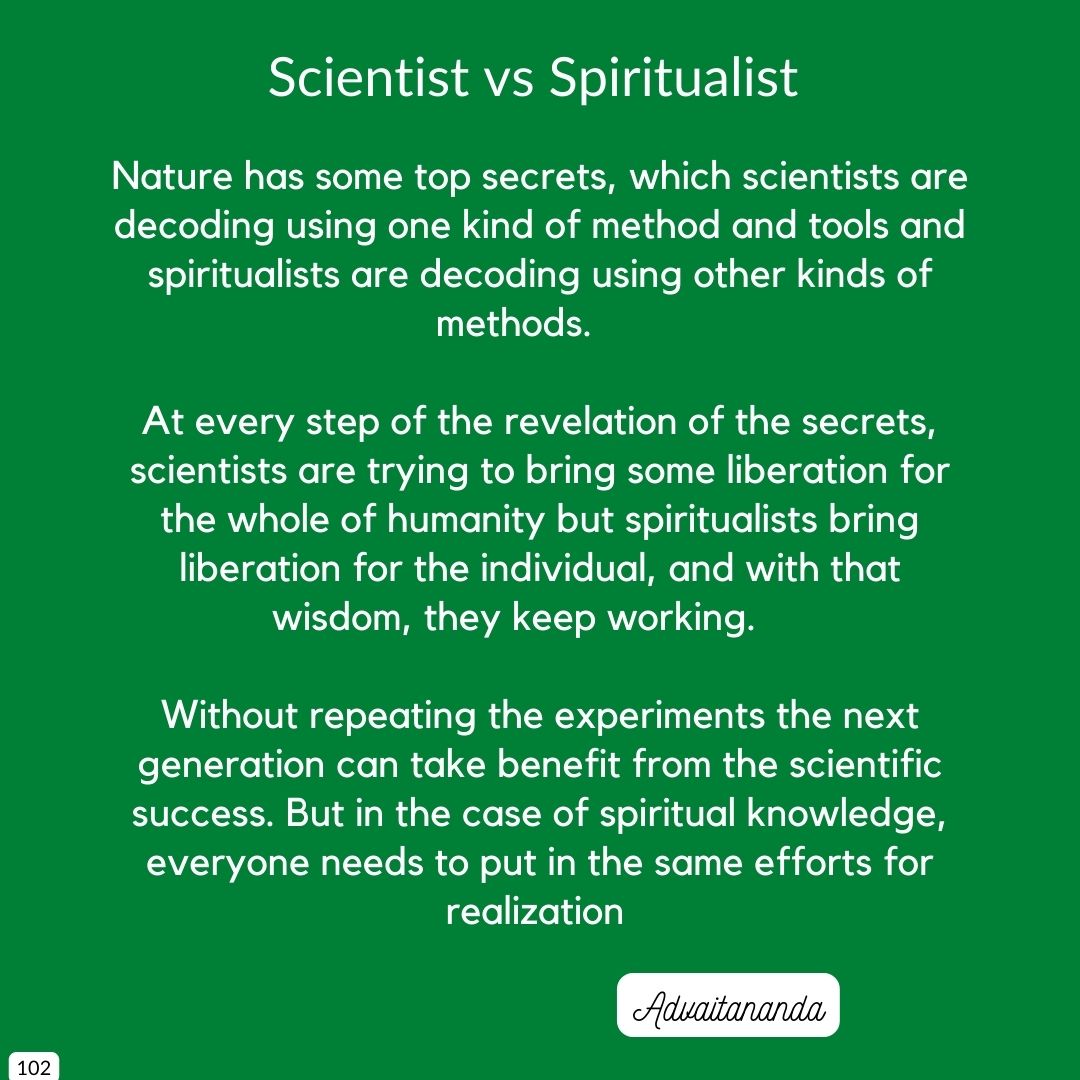 Scientist vs Spiritualist
Nature has some top secrets, which scientists are
decoding using one kind of method and tools and
spiritualists are decoding using other kinds of
methods.
At every step of the revelation of the secrets,
scientists are trying to bring some liberation for
the whole of humanity but spiritualists bring
liberation for the individual, and with that
wisdom, they keep working.
Without repeating the experiments the next
generation can take benefit from the scientific
success. But in the case of spiritual knowledge,
everyone needs to put in the same efforts for
realization
Advaitananda
102